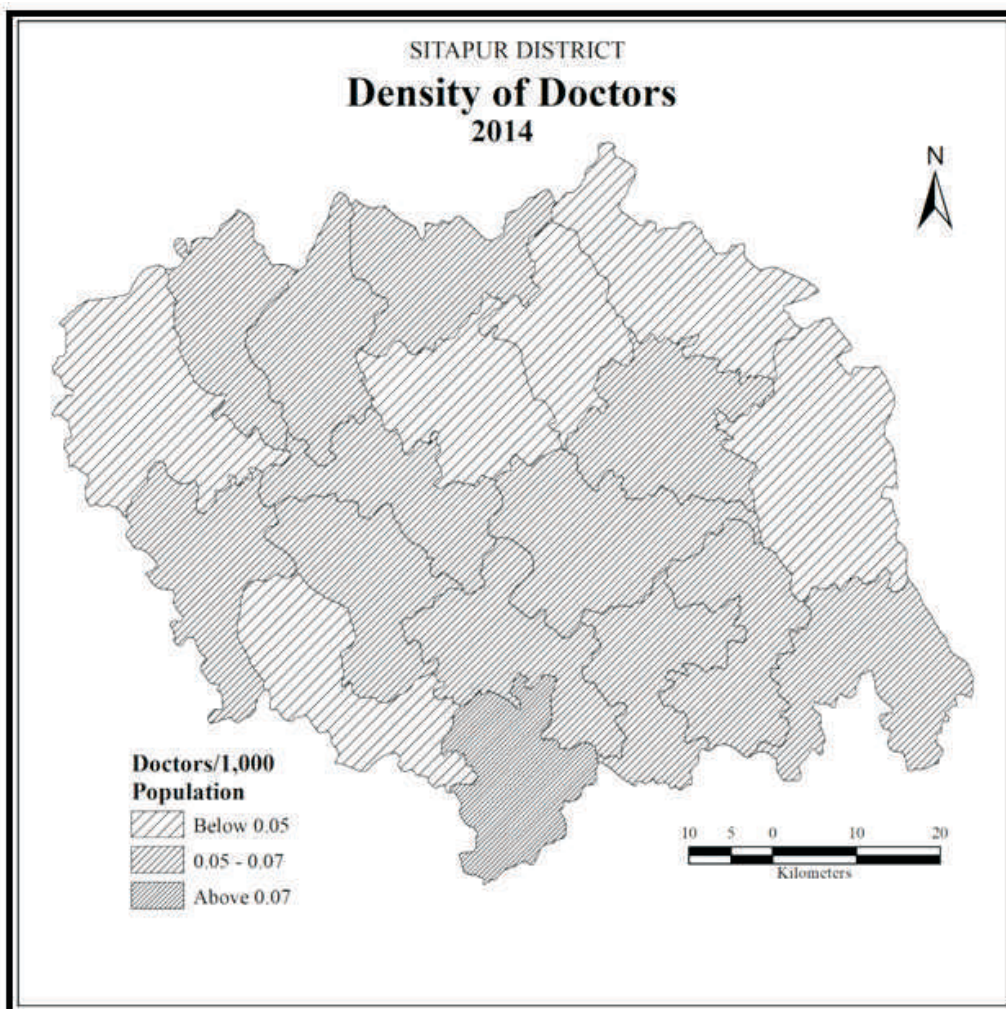 SITAPUR DISTRICT
Density of Doctors
2014
N
Doctors/1,000
Population
Below 0.05
0.05 - 0.07
Above 0.07
10 5 0 10 20
Kilometers